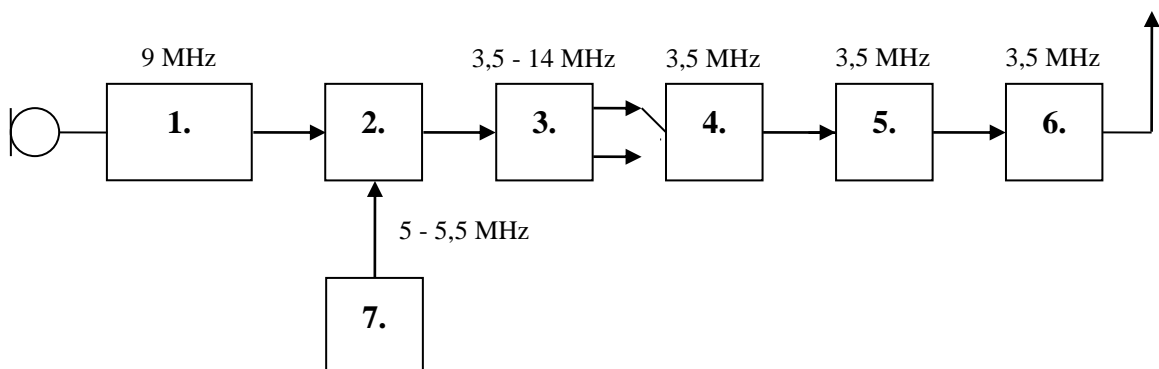 9 MHz
3,5 - 14 MHz
3,5 MHz
3,5 MHz
3,5 MHz
1.
2.
3.
4.
5.
6.
5 - 5,5 MHz
7.